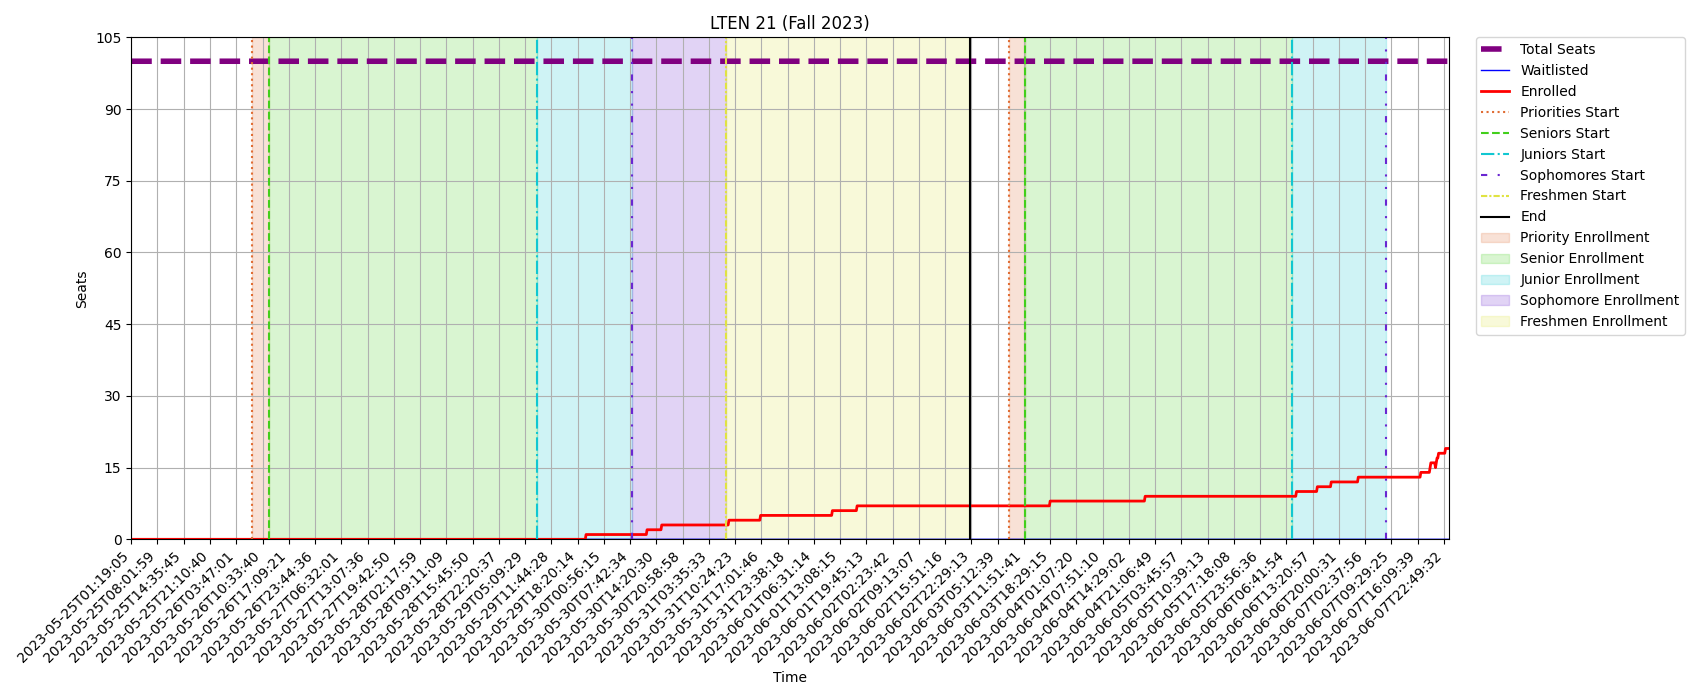 LTEN 21 (Fall 2023)
105
90
75
60
45
30
15
0
Seats
2023-05-25T01:19:05
2023-05-25T08:01:59
2023-05-25T14:35:45
2023-05-25T21:10:40
2023-05-26T03:47:01
2023-05-26T10:33:40
2023-05-26T17:09:21
2023-05-26T23:44:36
2023-05-27T06:32:01
2023-05-27T13:07:36
2023-05-27T19:42:50
2023-05-28T02:17:59
2023-05-28T09:11:09
2023-05-28T15:45:50
2023-05-28T22:20:37
2023-05-29T05:09:29
2023-05-29T11:44:28
2023-05-29T18:20:14
2023-05-30T00:56:15
2023-05-30T07:42:34
2023-05-30T14:20:30
2023-05-30T20:58:58
2023-05-31T03:35:33
2023-05-31T10:24:23
2023-05-31T17:01:46
2023-05-31T23:38:18
2023-06-01T06:31:14
2023-06-01T13:08:15
2023-06-01T19:45:13
2023-06-02T02:23:42
2023-06-02T09:13:07
2023-06-02T15:51:16
2023-06-02T22:29:13
2023-06-03T05:12:39
2023-06-03T11:51:41
2023-06-03T18:29:15
2023-06-04T01:07:20
2023-06-04T07:51:10
2023-06-04T14:29:02
2023-06-04T21:06:49
2023-06-05T03:45:57
2023-06-05T10:39:13
2023-06-05T17:18:08
2023-06-05T23:56:36
2023-06-06T06:41:54
2023-06-06T13:20:57
2023-06-06T20:00:31
2023-06-07T02:37:56
2023-06-07T09:29:25
2023-06-07T16:09:39
2023-06-07T22:49:32
Time
Total Seats
Waitlisted
Enrolled
Priorities Start
Seniors Start
Juniors Start
Sophomores Start
Freshmen Start
End
Priority Enrollment
Senior Enrollment
Junior Enrollment
Sophomore Enrollment
Freshmen Enrollment